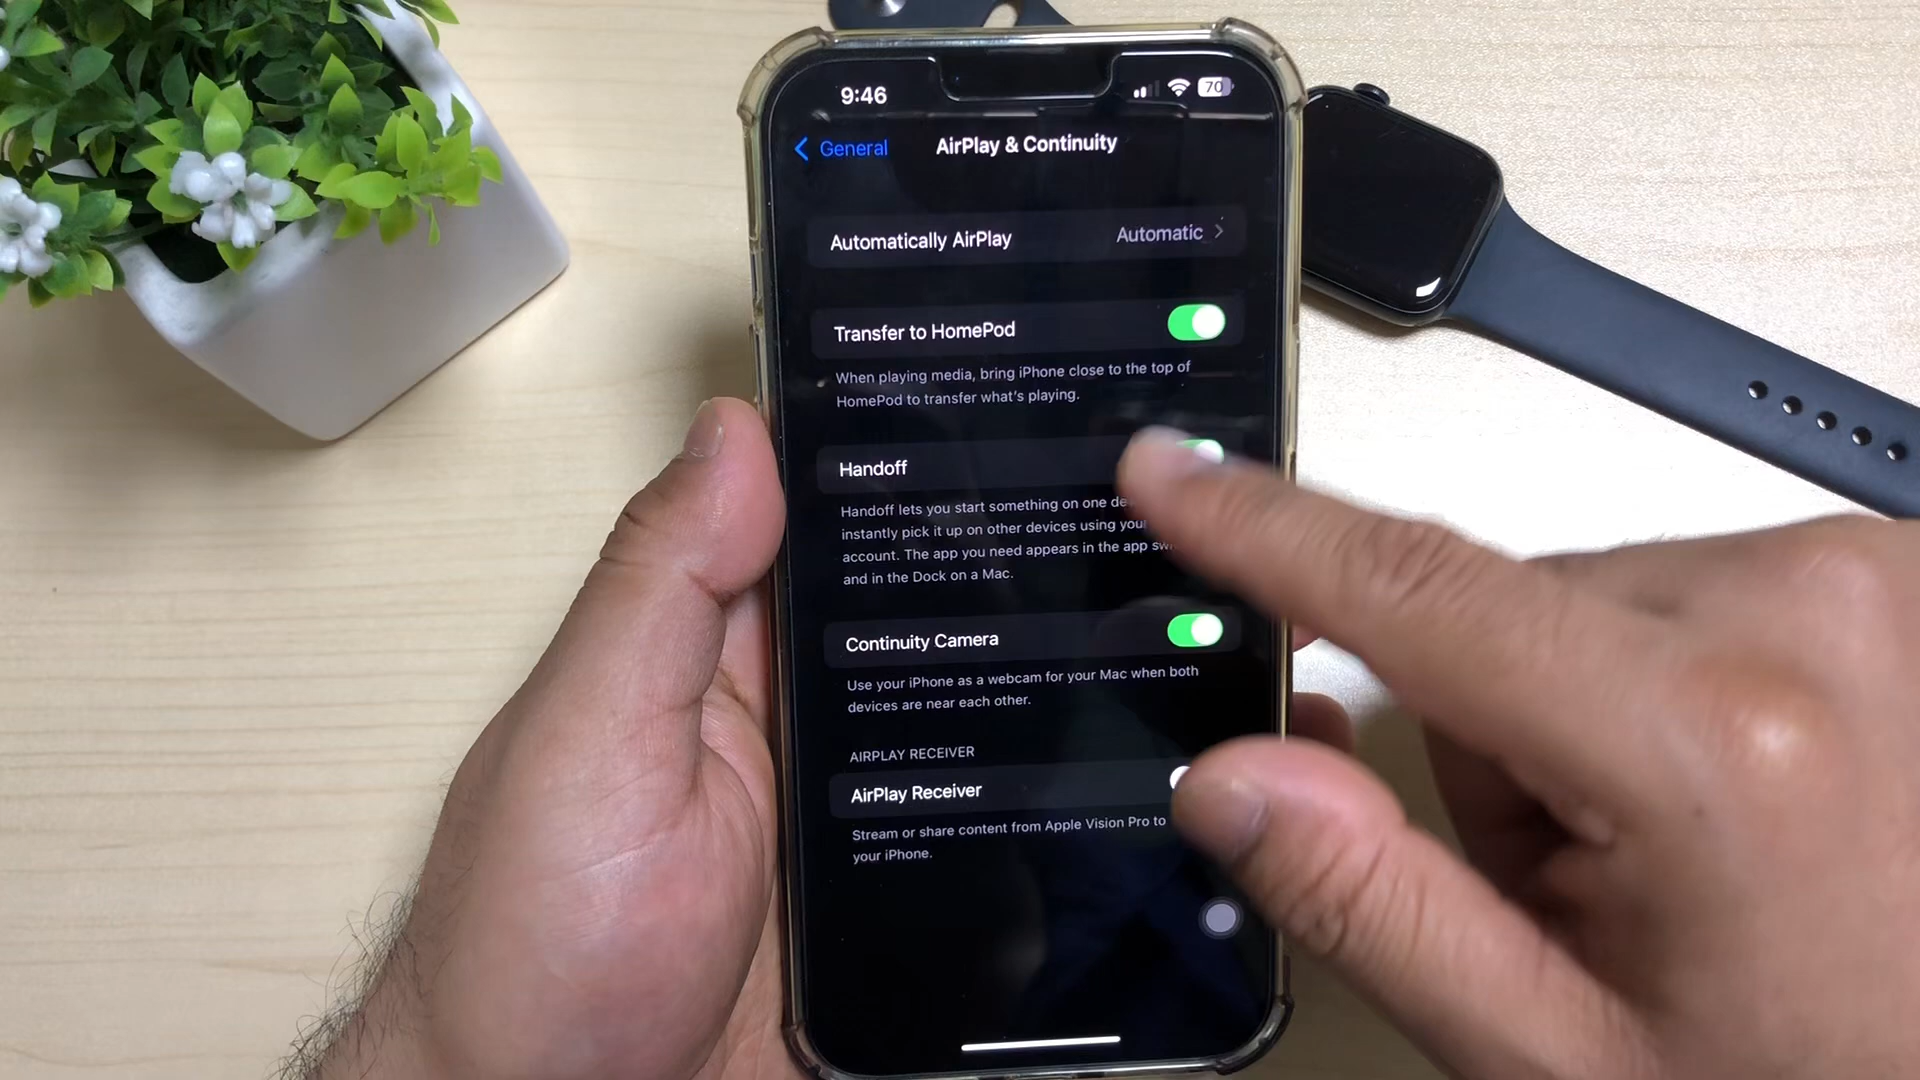 9:46
70
General
AirPlay & Continuity
Automatically AirPlay
Automatic
Transfer to HomePod
When playing media, bring iPhone close to the top of
HomePod to transfer what's playing.
Handoff
Handoff lets you start something on one
instantly pick it up on other devices using
account. The app you need appears in the app
and in the Dock on a Mac.
Continuity Camera
Use your iPhone as a webcam for your Mac when both
devices are near each other.
AIRPLAY RECEIVER
AirPlay Receiver
Stream or share content from Apple Vision Pro to
your iPhone.